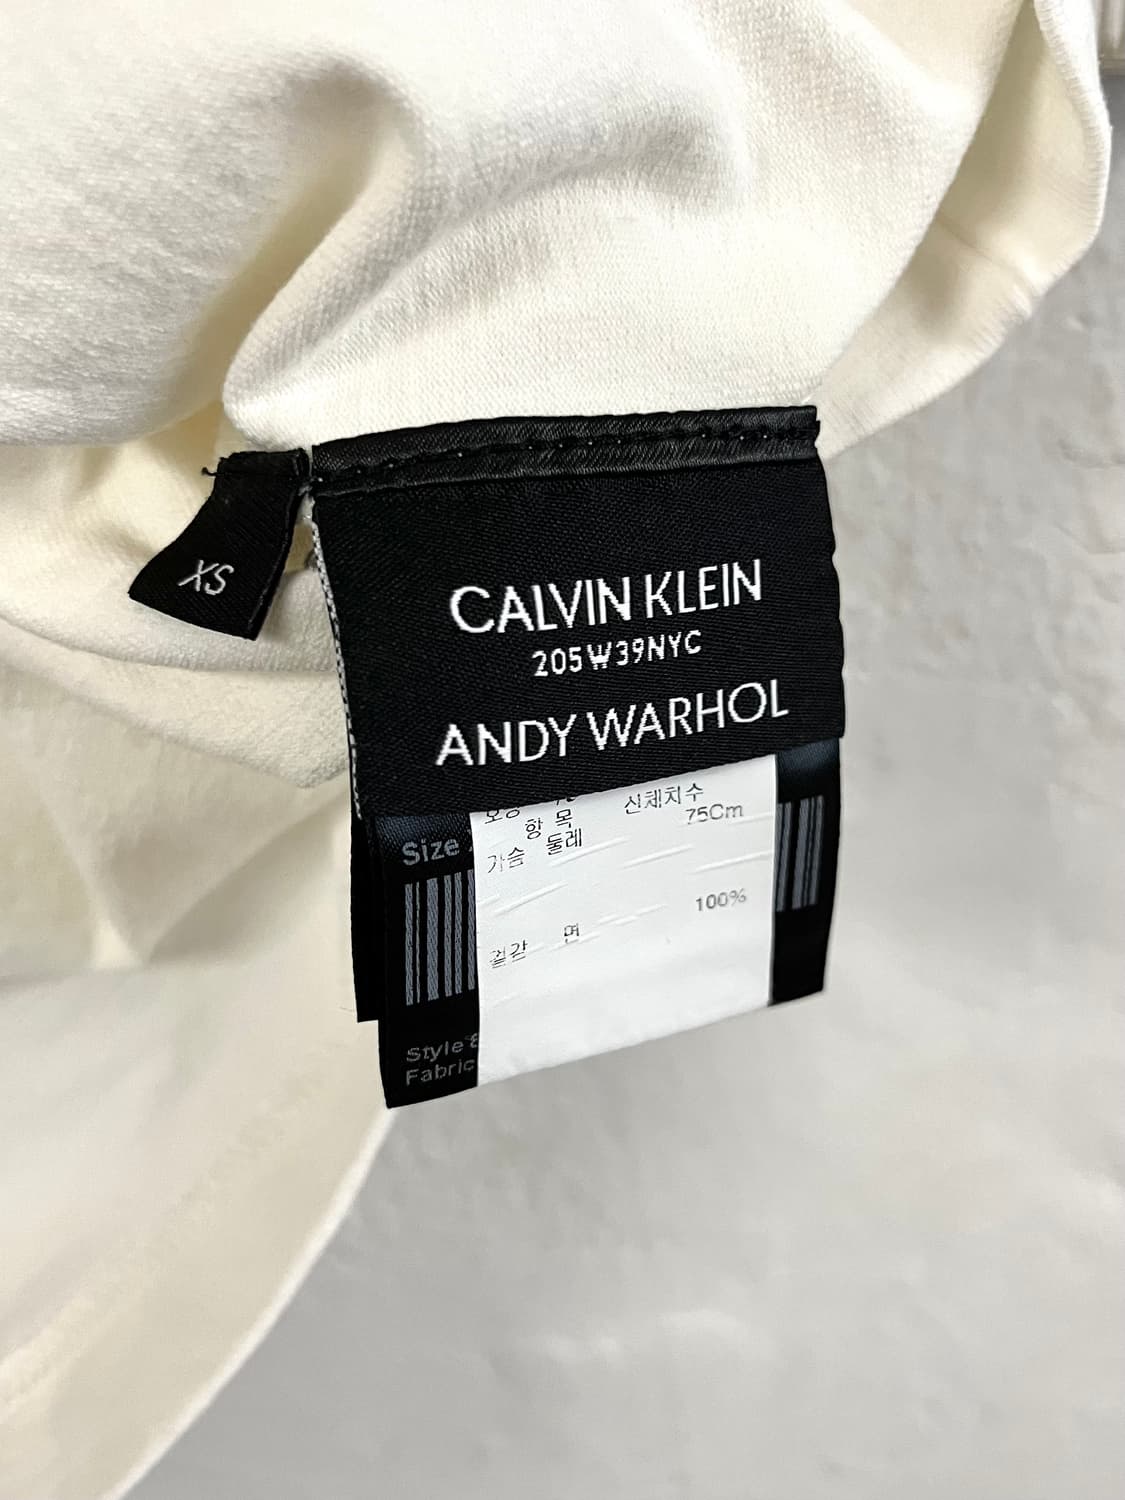 XS
CALVIN KLEIN
205W39NYC
ANDY WARHOL
신체치수
항 목
75Cm
가슴 둘레
100%
겉감 면
Size
Style &
Fabric